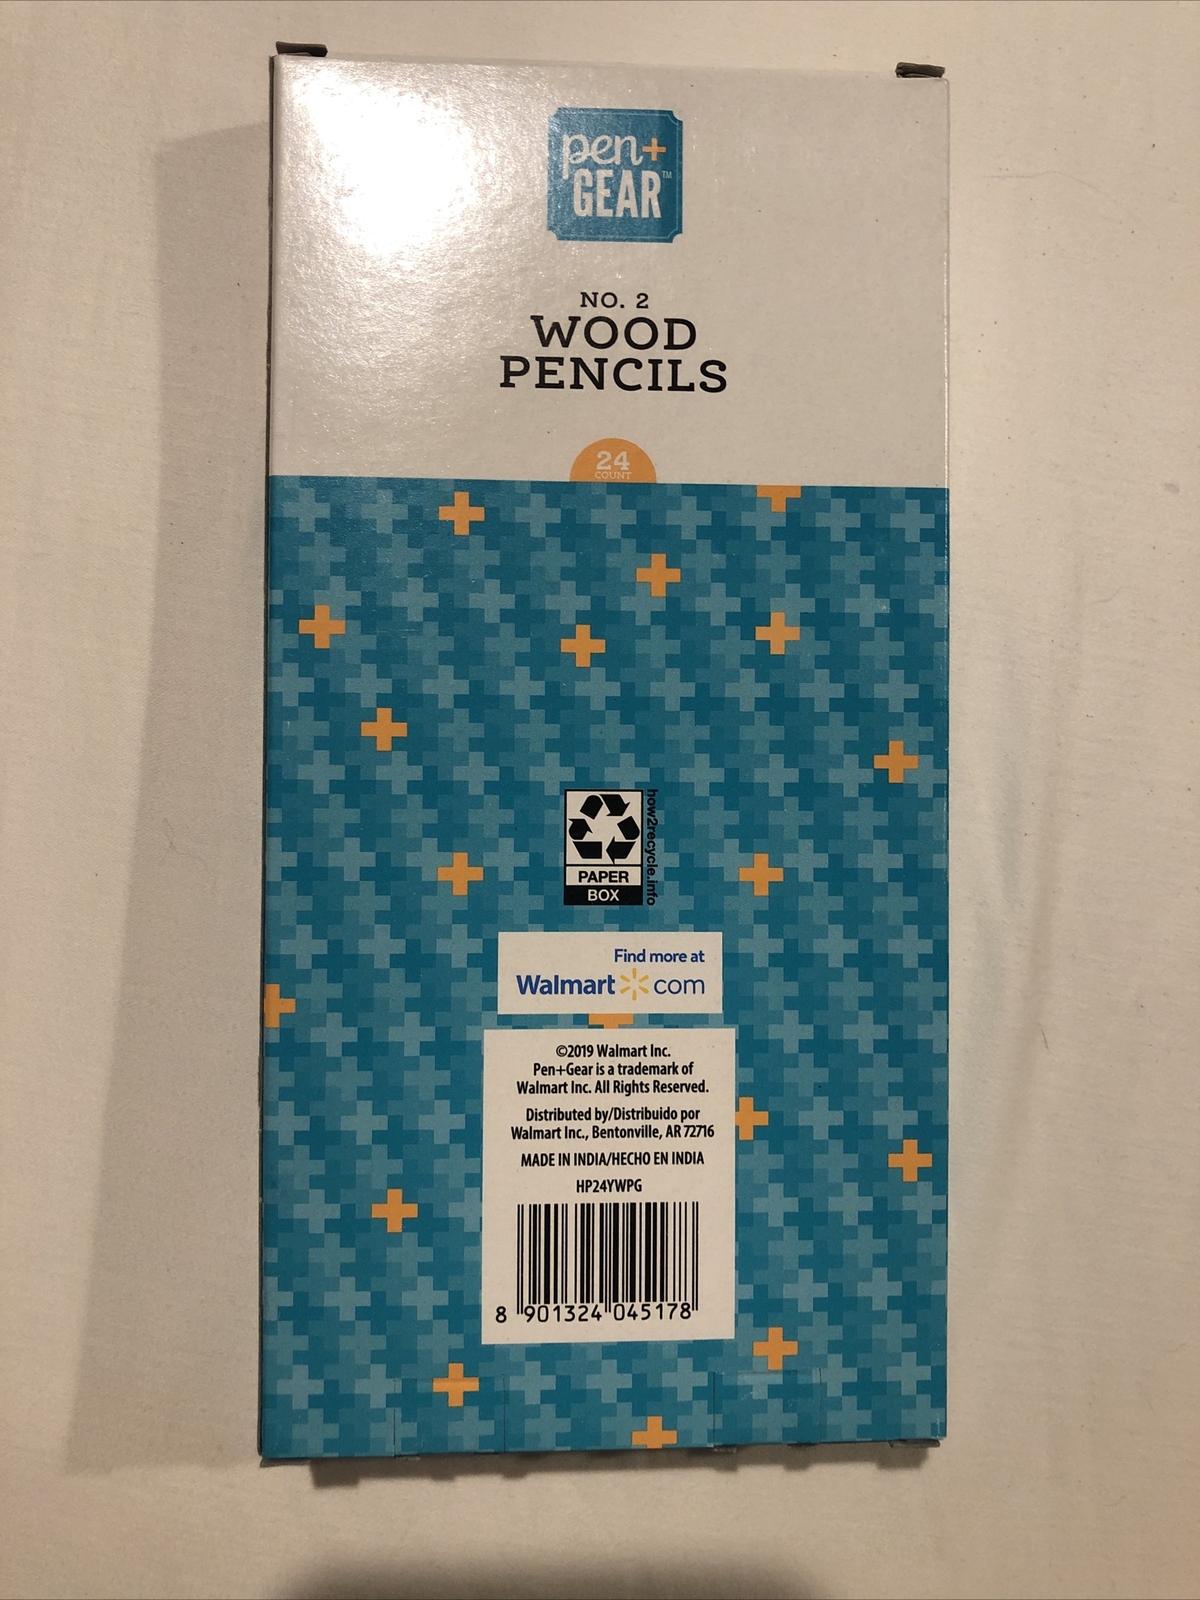 pen+
GEAR™
NO. 2
WOOD
PENCILS
24
COUNT
how2recycle.info
PAPER
BOX
Find more at
Walmart com
©2019 Walmart Inc.
Pen+Gear is a trademark of
Walmart Inc. All Rights Reserved.
Distributed by/Distribuido por
Walmart Inc., Bentonville, AR 72716
MADE IN INDIA/HECHO EN INDIA
HP24YWPG
8 901324 045178